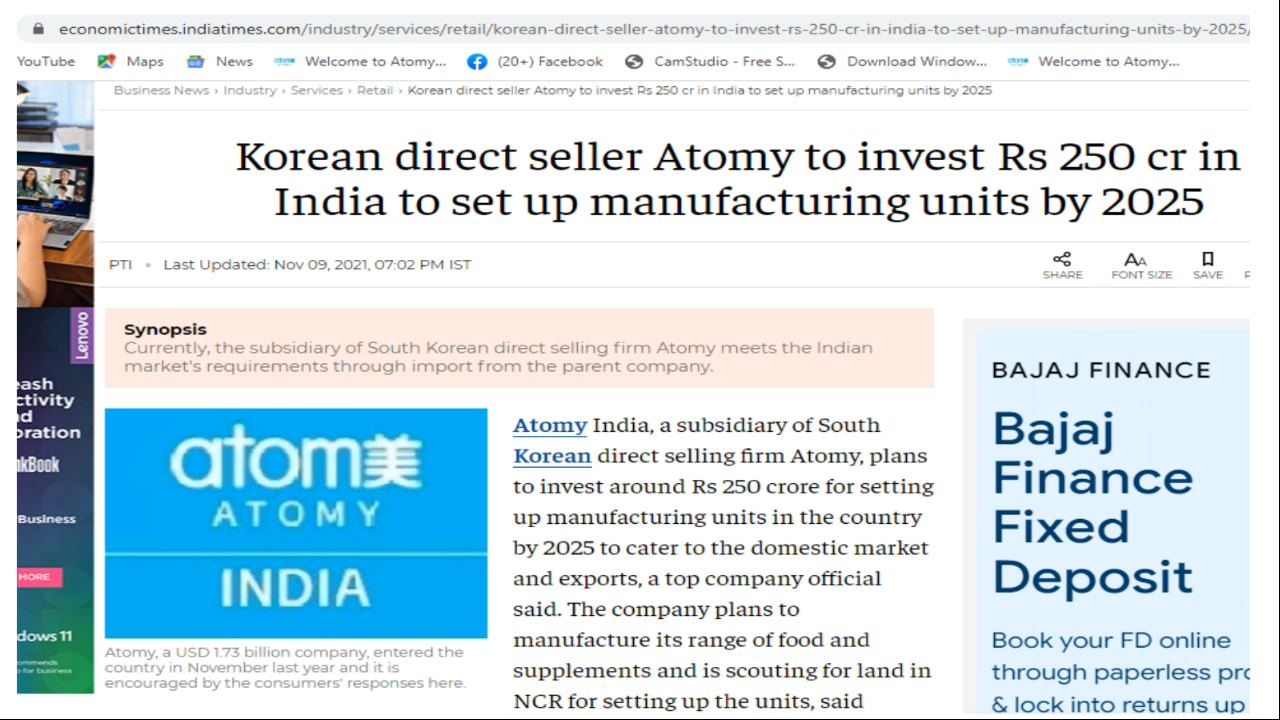 economictimes.indiatimes.com/industry/services/retail/korean-direct-seller-atomy-to-invest-rs-250-cr-in-india-to-set-up-manufacturing-units-by-2025/
YouTube Maps News Welcome to Atomy... (20+) Facebook CamStudio - Free S... Download Window... Welcome to Atomy...
Business News › Industry › Services › Retail › Korean direct seller Atomy to invest Rs 250 cr in India to set up manufacturing units by 2025
Korean direct seller Atomy to invest Rs 250 cr in
India to set up manufacturing units by 2025
PTI • Last Updated: Nov 09, 2021, 07:02 PM IST
SHARE FONT SIZE SAVE
Synopsis
Currently, the subsidiary of South Korean direct selling firm Atomy meets the Indian
market's requirements through import from the parent company.
atom美
ATOMY
INDIA
Atomy, a USD 1.73 billion company, entered the
country in November last year and it is
encouraged by the consumers' responses here.
Atomy India, a subsidiary of South
Korean direct selling firm Atomy, plans
to invest around Rs 250 crore for setting
up manufacturing units in the country
by 2025 to cater to the domestic market
and exports, a top company official
said. The company plans to
manufacture its range of food and
supplements and is scouting for land in
NCR for setting up the units, said
Lenovo
eash
ctivity
nd
oration
nkBook
Business
MORE
dows 11
BAJAJ FINANCE
Bajaj
Finance
Fixed
Deposit
Book your FD online
through paperless pro
& lock into returns up